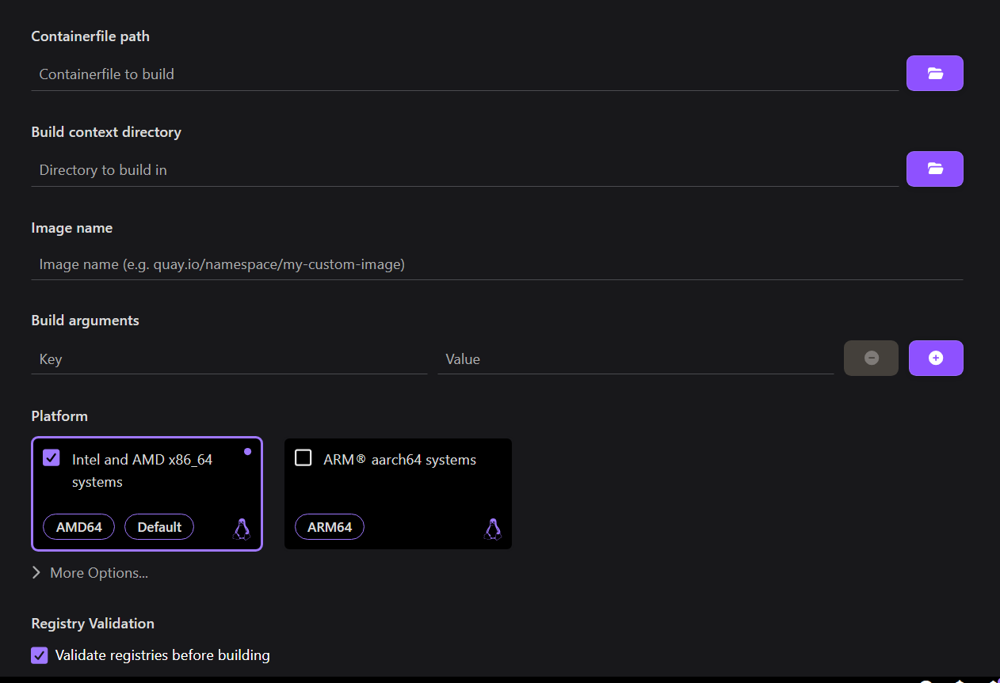 Containerfile path
Containerfile to build
Build context directory
Directory to build in
Image name
Image name (e.g. quay.io/namespace/my-custom-image)
Build arguments
Key Value
Platform
Intel and AMD x86_64
systems
AMD64 Default
ARM® aarch64 systems
ARM64
More Options...
Registry Validation
Validate registries before building